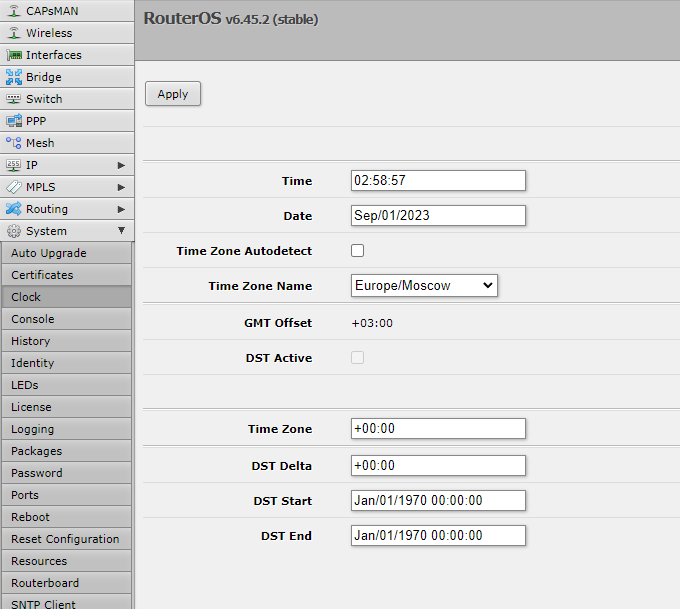 CAPsMAN
Wireless
Interfaces
Bridge
Switch
PPP
Mesh
IP
MPLS
Routing
System
Auto Upgrade
Certificates
Clock
Console
History
Identity
LEDs
License
Logging
Packages
Password
Ports
Reboot
Reset Configuration
Resources
Routerboard
SNTP Client
RouterOS v6.45.2 (stable)
Apply
Time 02:58:57
Date Sep/01/2023
Time Zone Autodetect
Time Zone Name Europe/Moscow
GMT Offset +03:00
DST Active
Time Zone +00:00
DST Delta +00:00
DST Start Jan/01/1970 00:00:00
DST End Jan/01/1970 00:00:00